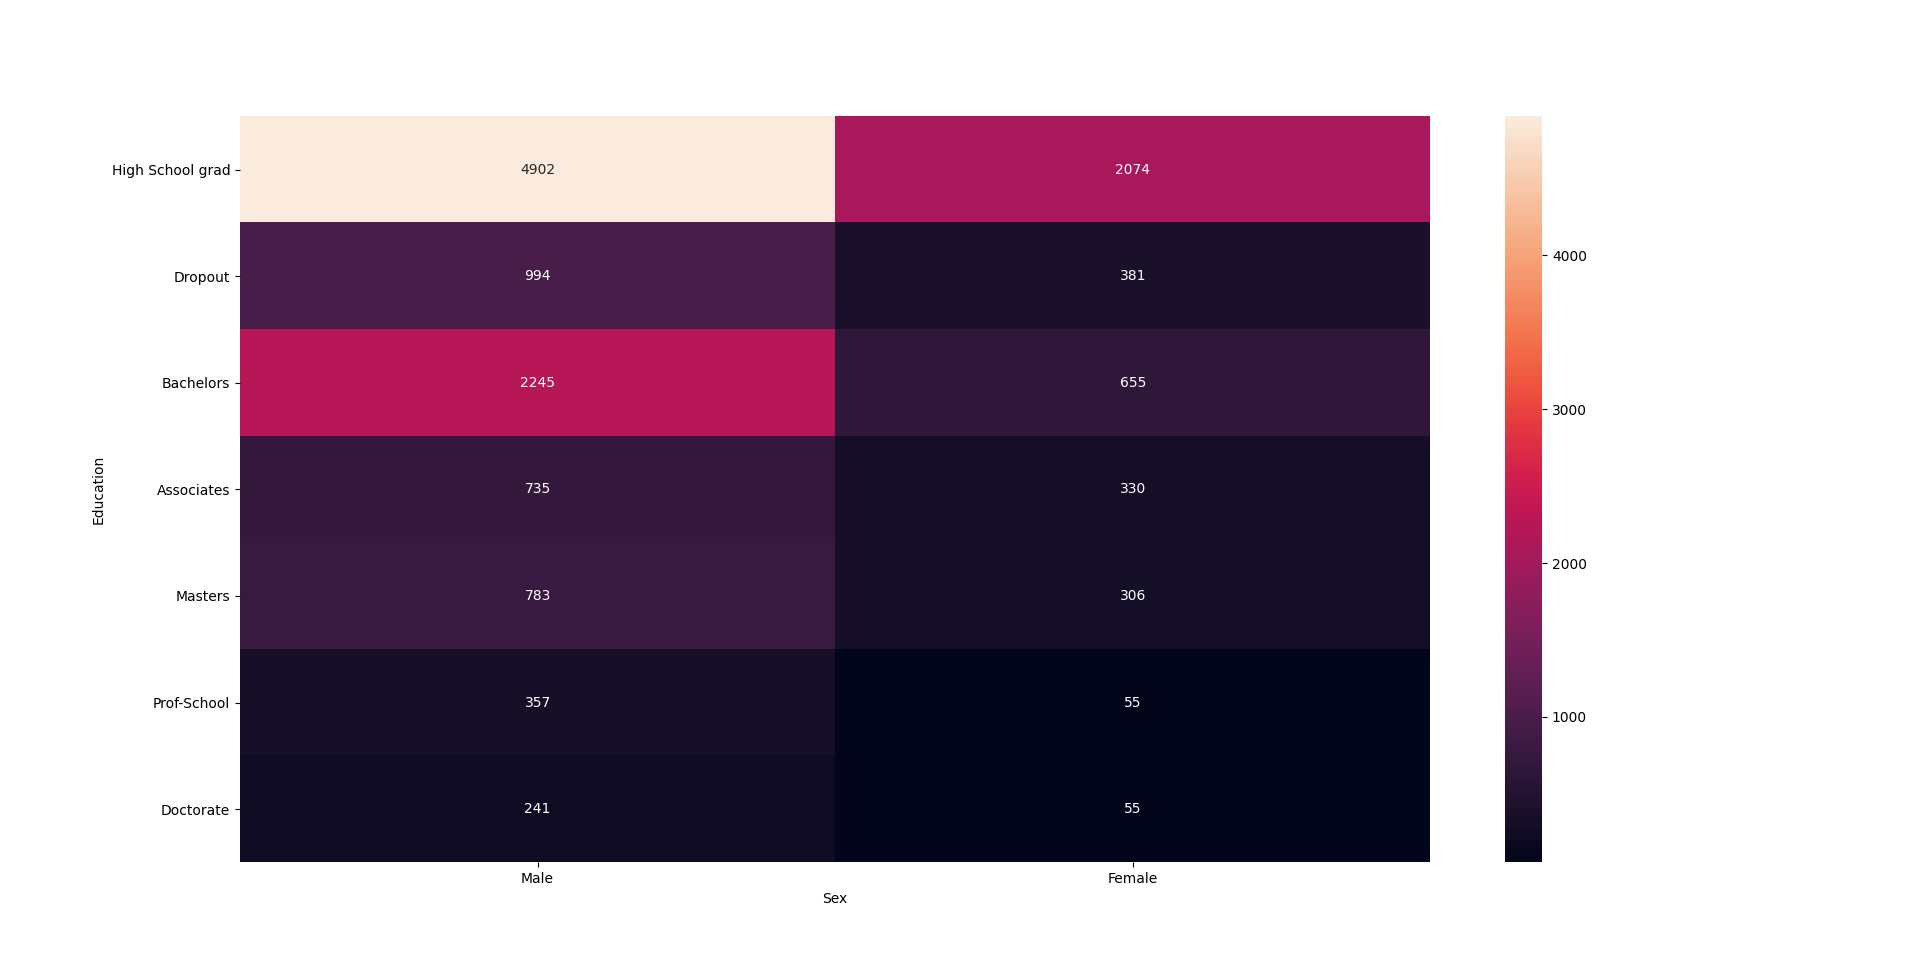 High School grad 4902 2074
Dropout 994 381
Bachelors 2245 655
Associates 735 330
Masters 783 306
Prof-School 357 55
Doctorate 241 55
Male Female
Sex
Education
4000
3000
2000
1000